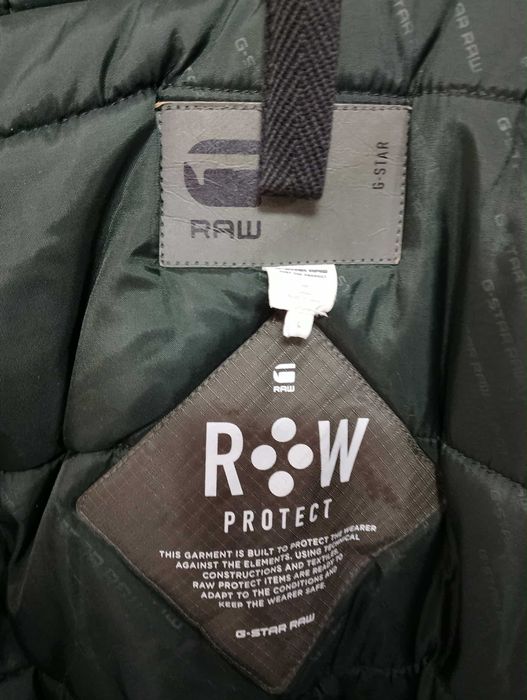 G-STAR RAW
RAW
G-STAR
RAW
R W
PROTECT
THIS GARMENT IS BUILT TO PROTECT THE WEARER
AGAINST THE ELEMENTS, USING TECHNICAL
CONSTRUCTIONS AND TEXTILES.
RAW PROTECT ITEMS ARE READY TO
ADAPT TO THE CONDITIONS AND
KEEP THE WEARER SAFE.
G-STAR RAW
G-STAR RAW